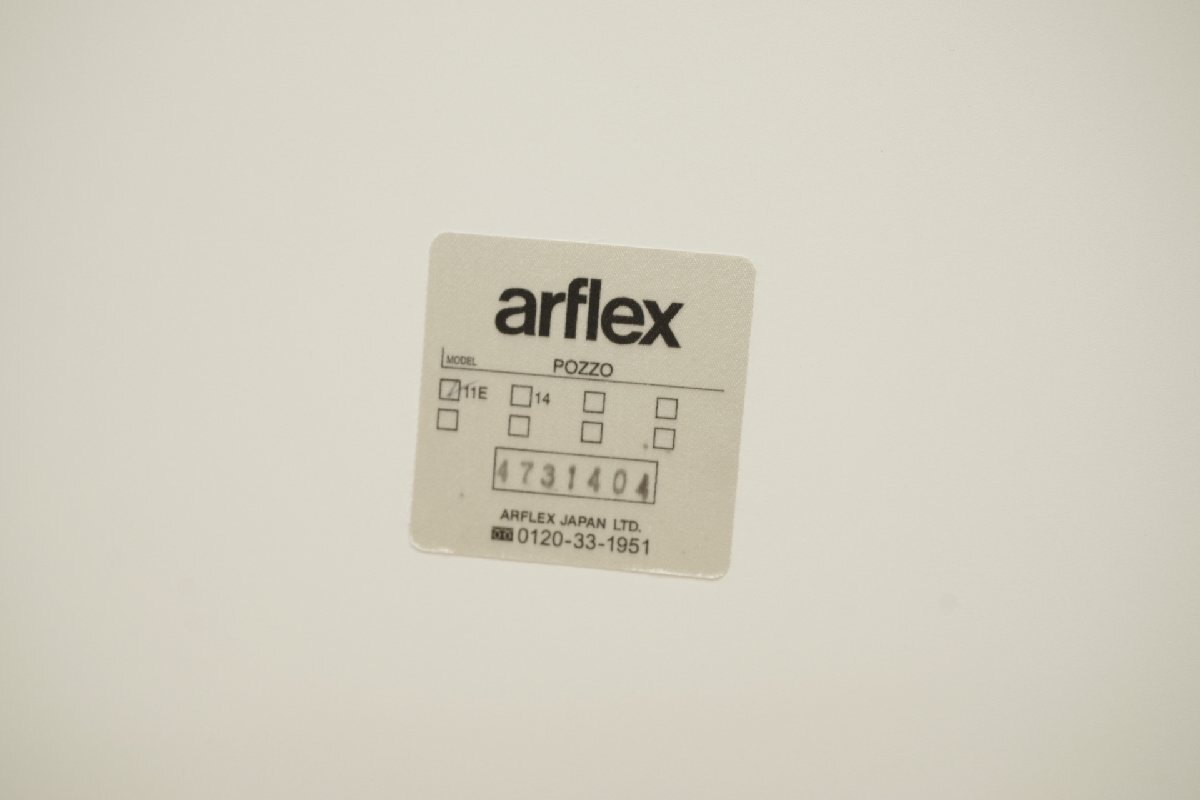 arflex
MODEL POZZO
11E 14
4731404
ARFLEX JAPAN LTD.
0120-33-1951